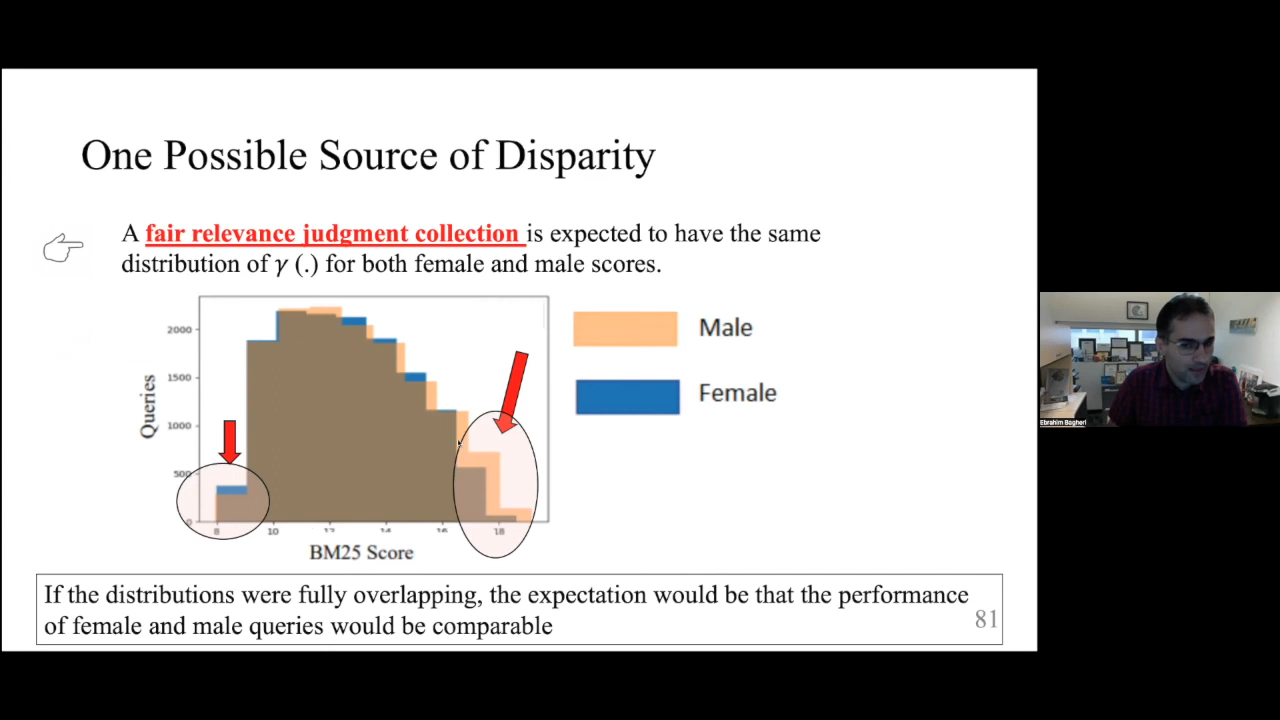 One Possible Source of Disparity
A fair relevance judgment collection is expected to have the same
distribution of γ (.) for both female and male scores.
2000
1500
1000
500
0
Queries
8 10 12 14 16 18
BM25 Score
Male
Female
If the distributions were fully overlapping, the expectation would be that the performance
of female and male queries would be comparable
81
Ebrahim Bagheri